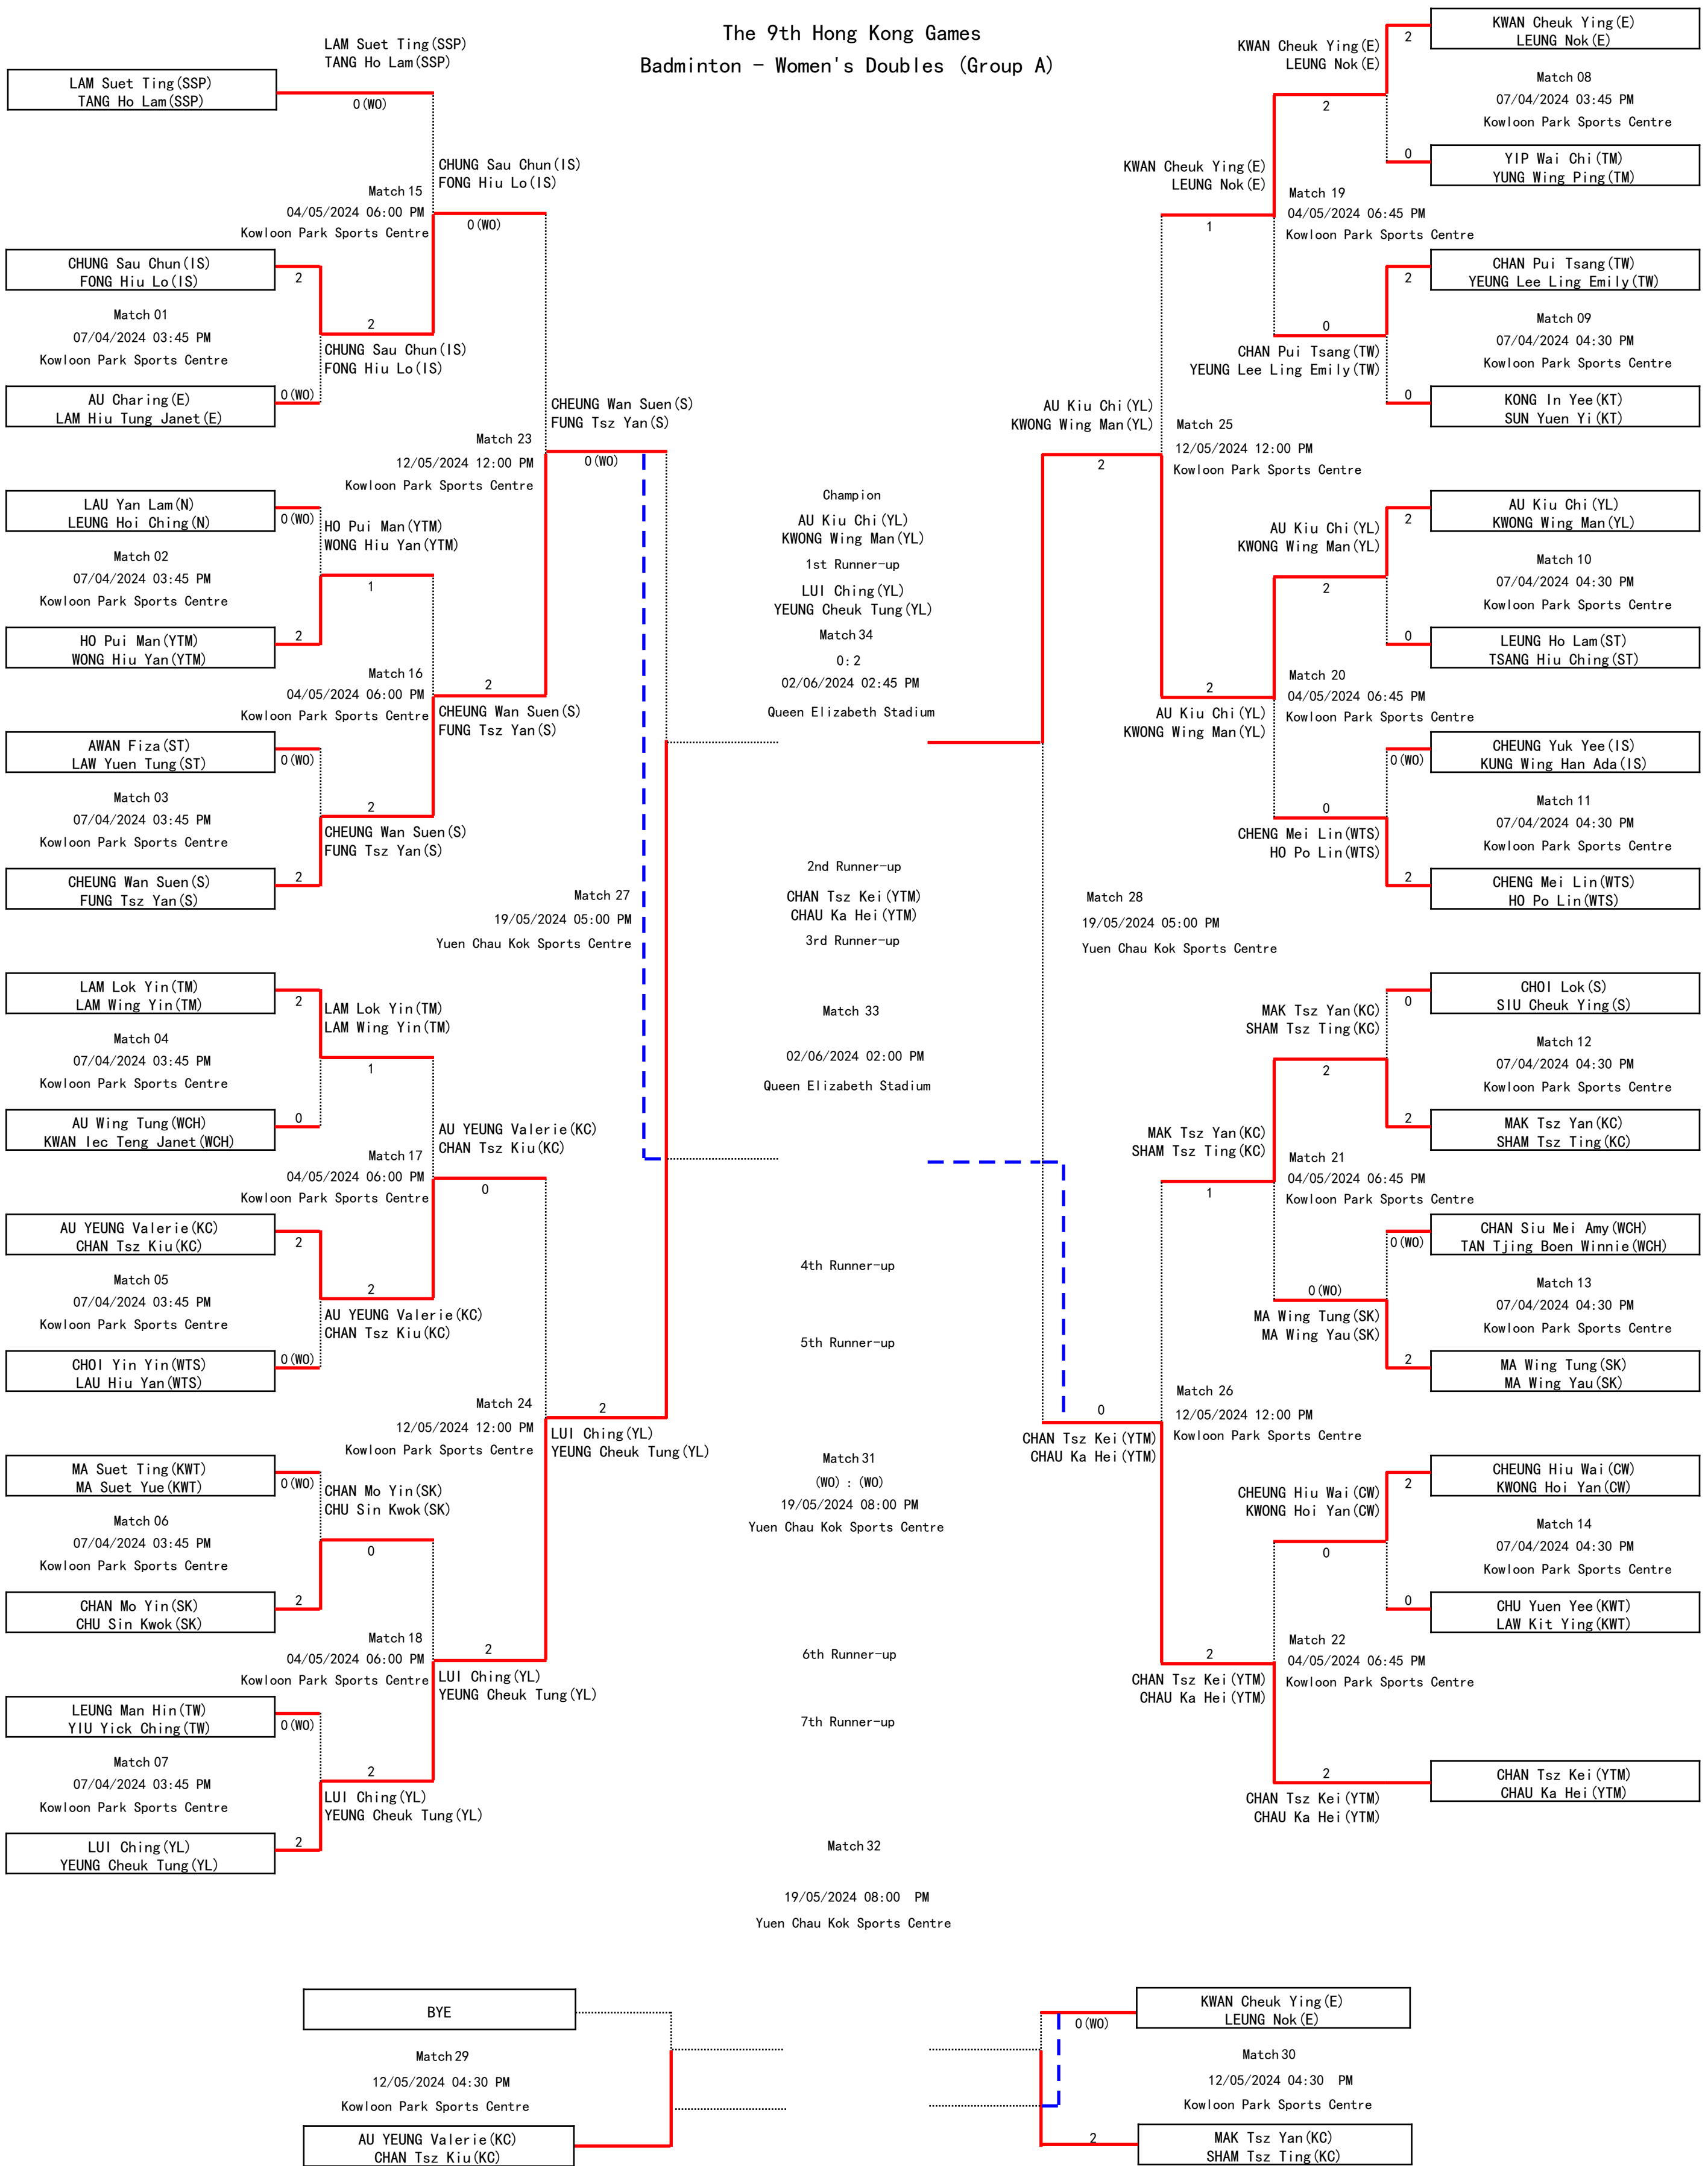 The 9th Hong Kong Games
Badminton - Women's Doubles (Group A)
LAM Suet Ting(SSP)
TANG Ho Lam(SSP)
LAM Suet Ting(SSP)
TANG Ho Lam(SSP)
0(WO)
CHUNG Sau Chun(IS)
FONG Hiu Lo(IS)
Match 15
04/05/2024 06:00 PM
Kowloon Park Sports Centre
0(WO)
CHUNG Sau Chun(IS)
FONG Hiu Lo(IS)
2
Match 01
07/04/2024 03:45 PM
Kowloon Park Sports Centre
2
CHUNG Sau Chun(IS)
FONG Hiu Lo(IS)
AU Charing(E)
LAM Hiu Tung Janet(E)
0(WO)
CHEUNG Wan Suen(S)
FUNG Tsz Yan(S)
Match 23
12/05/2024 12:00 PM
Kowloon Park Sports Centre
0(WO)
LAU Yan Lam(N)
LEUNG Hoi Ching(N)
0(WO)
HO Pui Man(YTM)
WONG Hiu Yan(YTM)
Match 02
07/04/2024 03:45 PM
Kowloon Park Sports Centre
1
HO Pui Man(YTM)
WONG Hiu Yan(YTM)
2
Match 16
04/05/2024 06:00 PM
Kowloon Park Sports Centre
2
CHEUNG Wan Suen(S)
FUNG Tsz Yan(S)
AWAN Fiza(ST)
LAW Yuen Tung(ST)
0(WO)
Match 03
07/04/2024 03:45 PM
Kowloon Park Sports Centre
2
CHEUNG Wan Suen(S)
FUNG Tsz Yan(S)
CHEUNG Wan Suen(S)
FUNG Tsz Yan(S)
2
Match 27
19/05/2024 05:00 PM
Yuen Chau Kok Sports Centre
LAM Lok Yin(TM)
LAM Wing Yin(TM)
2
LAM Lok Yin(TM)
LAM Wing Yin(TM)
Match 04
07/04/2024 03:45 PM
Kowloon Park Sports Centre
1
AU Wing Tung(WCH)
KWAN Iec Teng Janet(WCH)
0
AU YEUNG Valerie(KC)
CHAN Tsz Kiu(KC)
Match 17
04/05/2024 06:00 PM
Kowloon Park Sports Centre
0
AU YEUNG Valerie(KC)
CHAN Tsz Kiu(KC)
2
Match 05
07/04/2024 03:45 PM
Kowloon Park Sports Centre
2
AU YEUNG Valerie(KC)
CHAN Tsz Kiu(KC)
CHOI Yin Yin(WTS)
LAU Hiu Yan(WTS)
0(WO)
Match 24
12/05/2024 12:00 PM
Kowloon Park Sports Centre
2
LUI Ching(YL)
YEUNG Cheuk Tung(YL)
MA Suet Ting(KWT)
MA Suet Yue(KWT)
0(WO)
CHAN Mo Yin(SK)
CHU Sin Kwok(SK)
Match 06
07/04/2024 03:45 PM
Kowloon Park Sports Centre
0
CHAN Mo Yin(SK)
CHU Sin Kwok(SK)
2
Match 18
04/05/2024 06:00 PM
Kowloon Park Sports Centre
2
LUI Ching(YL)
YEUNG Cheuk Tung(YL)
LEUNG Man Hin(TW)
YIU Yick Ching(TW)
0(WO)
Match 07
07/04/2024 03:45 PM
Kowloon Park Sports Centre
2
LUI Ching(YL)
YEUNG Cheuk Tung(YL)
LUI Ching(YL)
YEUNG Cheuk Tung(YL)
2
Champion
AU Kiu Chi(YL)
KWONG Wing Man(YL)
1st Runner-up
LUI Ching(YL)
YEUNG Cheuk Tung(YL)
Match 34
0:2
02/06/2024 02:45 PM
Queen Elizabeth Stadium
2nd Runner-up
CHAN Tsz Kei(YTM)
CHAU Ka Hei(YTM)
3rd Runner-up
Match 33
02/06/2024 02:00 PM
Queen Elizabeth Stadium
4th Runner-up
5th Runner-up
Match 31
(WO) : (WO)
19/05/2024 08:00 PM
Yuen Chau Kok Sports Centre
6th Runner-up
7th Runner-up
Match 32
19/05/2024 08:00 PM
Yuen Chau Kok Sports Centre
KWAN Cheuk Ying(E)
LEUNG Nok(E)
2
KWAN Cheuk Ying(E)
LEUNG Nok(E)
Match 08
07/04/2024 03:45 PM
Kowloon Park Sports Centre
2
YIP Wai Chi(TM)
YUNG Wing Ping(TM)
0
KWAN Cheuk Ying(E)
LEUNG Nok(E)
Match 19
04/05/2024 06:45 PM
Kowloon Park Sports Centre
1
CHAN Pui Tsang(TW)
YEUNG Lee Ling Emily(TW)
2
Match 09
07/04/2024 04:30 PM
Kowloon Park Sports Centre
0
CHAN Pui Tsang(TW)
YEUNG Lee Ling Emily(TW)
KONG In Yee(KT)
SUN Yuen Yi(KT)
0
AU Kiu Chi(YL)
KWONG Wing Man(YL)
Match 25
12/05/2024 12:00 PM
Kowloon Park Sports Centre
2
AU Kiu Chi(YL)
KWONG Wing Man(YL)
2
AU Kiu Chi(YL)
KWONG Wing Man(YL)
Match 10
07/04/2024 04:30 PM
Kowloon Park Sports Centre
2
LEUNG Ho Lam(ST)
TSANG Hiu Ching(ST)
0
Match 20
04/05/2024 06:45 PM
Kowloon Park Sports Centre
2
AU Kiu Chi(YL)
KWONG Wing Man(YL)
CHEUNG Yuk Yee(IS)
KUNG Wing Han Ada(IS)
0(WO)
Match 11
07/04/2024 04:30 PM
Kowloon Park Sports Centre
0
CHENG Mei Lin(WTS)
HO Po Lin(WTS)
CHENG Mei Lin(WTS)
HO Po Lin(WTS)
2
Match 28
19/05/2024 05:00 PM
Yuen Chau Kok Sports Centre
CHOI Lok(S)
SIU Cheuk Ying(S)
0
MAK Tsz Yan(KC)
SHAM Tsz Ting(KC)
Match 12
07/04/2024 04:30 PM
Kowloon Park Sports Centre
2
MAK Tsz Yan(KC)
SHAM Tsz Ting(KC)
2
MAK Tsz Yan(KC)
SHAM Tsz Ting(KC)
Match 21
04/05/2024 06:45 PM
Kowloon Park Sports Centre
1
CHAN Siu Mei Amy(WCH)
TAN Tjing Boen Winnie(WCH)
0(WO)
Match 13
07/04/2024 04:30 PM
Kowloon Park Sports Centre
0(WO)
MA Wing Tung(SK)
MA Wing Yau(SK)
MA Wing Tung(SK)
MA Wing Yau(SK)
2
Match 26
12/05/2024 12:00 PM
Kowloon Park Sports Centre
0
CHAN Tsz Kei(YTM)
CHAU Ka Hei(YTM)
CHEUNG Hiu Wai(CW)
KWONG Hoi Yan(CW)
2
CHEUNG Hiu Wai(CW)
KWONG Hoi Yan(CW)
Match 14
07/04/2024 04:30 PM
Kowloon Park Sports Centre
0
CHU Yuen Yee(KWT)
LAW Kit Ying(KWT)
0
Match 22
04/05/2024 06:45 PM
Kowloon Park Sports Centre
2
CHAN Tsz Kei(YTM)
CHAU Ka Hei(YTM)
CHAN Tsz Kei(YTM)
CHAU Ka Hei(YTM)
2
CHAN Tsz Kei(YTM)
CHAU Ka Hei(YTM)
BYE
Match 29
12/05/2024 04:30 PM
Kowloon Park Sports Centre
AU YEUNG Valerie(KC)
CHAN Tsz Kiu(KC)
KWAN Cheuk Ying(E)
LEUNG Nok(E)
0(WO)
Match 30
12/05/2024 04:30 PM
Kowloon Park Sports Centre
2
MAK Tsz Yan(KC)
SHAM Tsz Ting(KC)